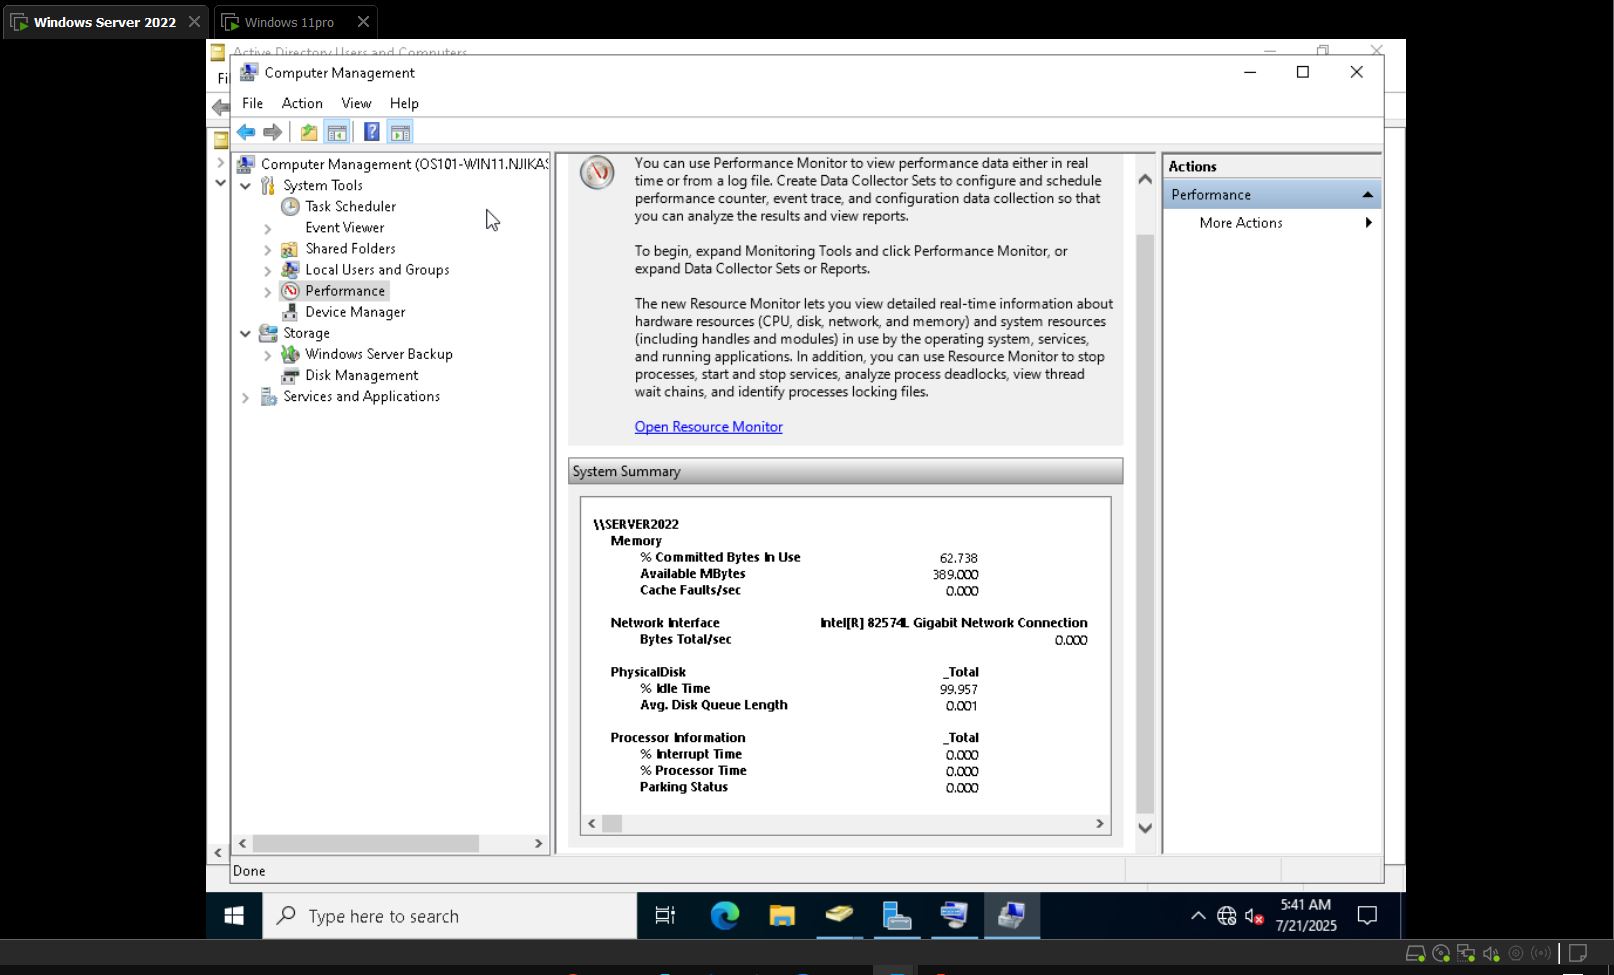 Windows Server 2022
Windows 11pro
Active Directory Users and Computers
Computer Management
File Action View Help
Computer Management (OS101-WIN11.NJIKAS
System Tools
Task Scheduler
Event Viewer
Shared Folders
Local Users and Groups
Performance
Device Manager
Storage
Windows Server Backup
Disk Management
Services and Applications
You can use Performance Monitor to view performance data either in real
time or from a log file. Create Data Collector Sets to configure and schedule
performance counter, event trace, and configuration data collection so that
you can analyze the results and view reports.
To begin, expand Monitoring Tools and click Performance Monitor, or
expand Data Collector Sets or Reports.
The new Resource Monitor lets you view detailed real-time information about
hardware resources (CPU, disk, network, and memory) and system resources
(including handles and modules) in use by the operating system, services,
and running applications. In addition, you can use Resource Monitor to stop
processes, start and stop services, analyze process deadlocks, view thread
wait chains, and identify processes locking files.
Open Resource Monitor
System Summary
\\SERVER2022
Memory
% Committed Bytes In Use 62.738
Available MBytes 389.000
Cache Faults/sec 0.000
Network Interface Intel[R] 82574L Gigabit Network Connection
Bytes Total/sec 0.000
PhysicalDisk _Total
% Idle Time 99.957
Avg. Disk Queue Length 0.001
Processor Information _Total
% Interrupt Time 0.000
% Processor Time 0.000
Parking Status 0.000
Actions
Performance
More Actions
Done
Type here to search
5:41 AM
7/21/2025